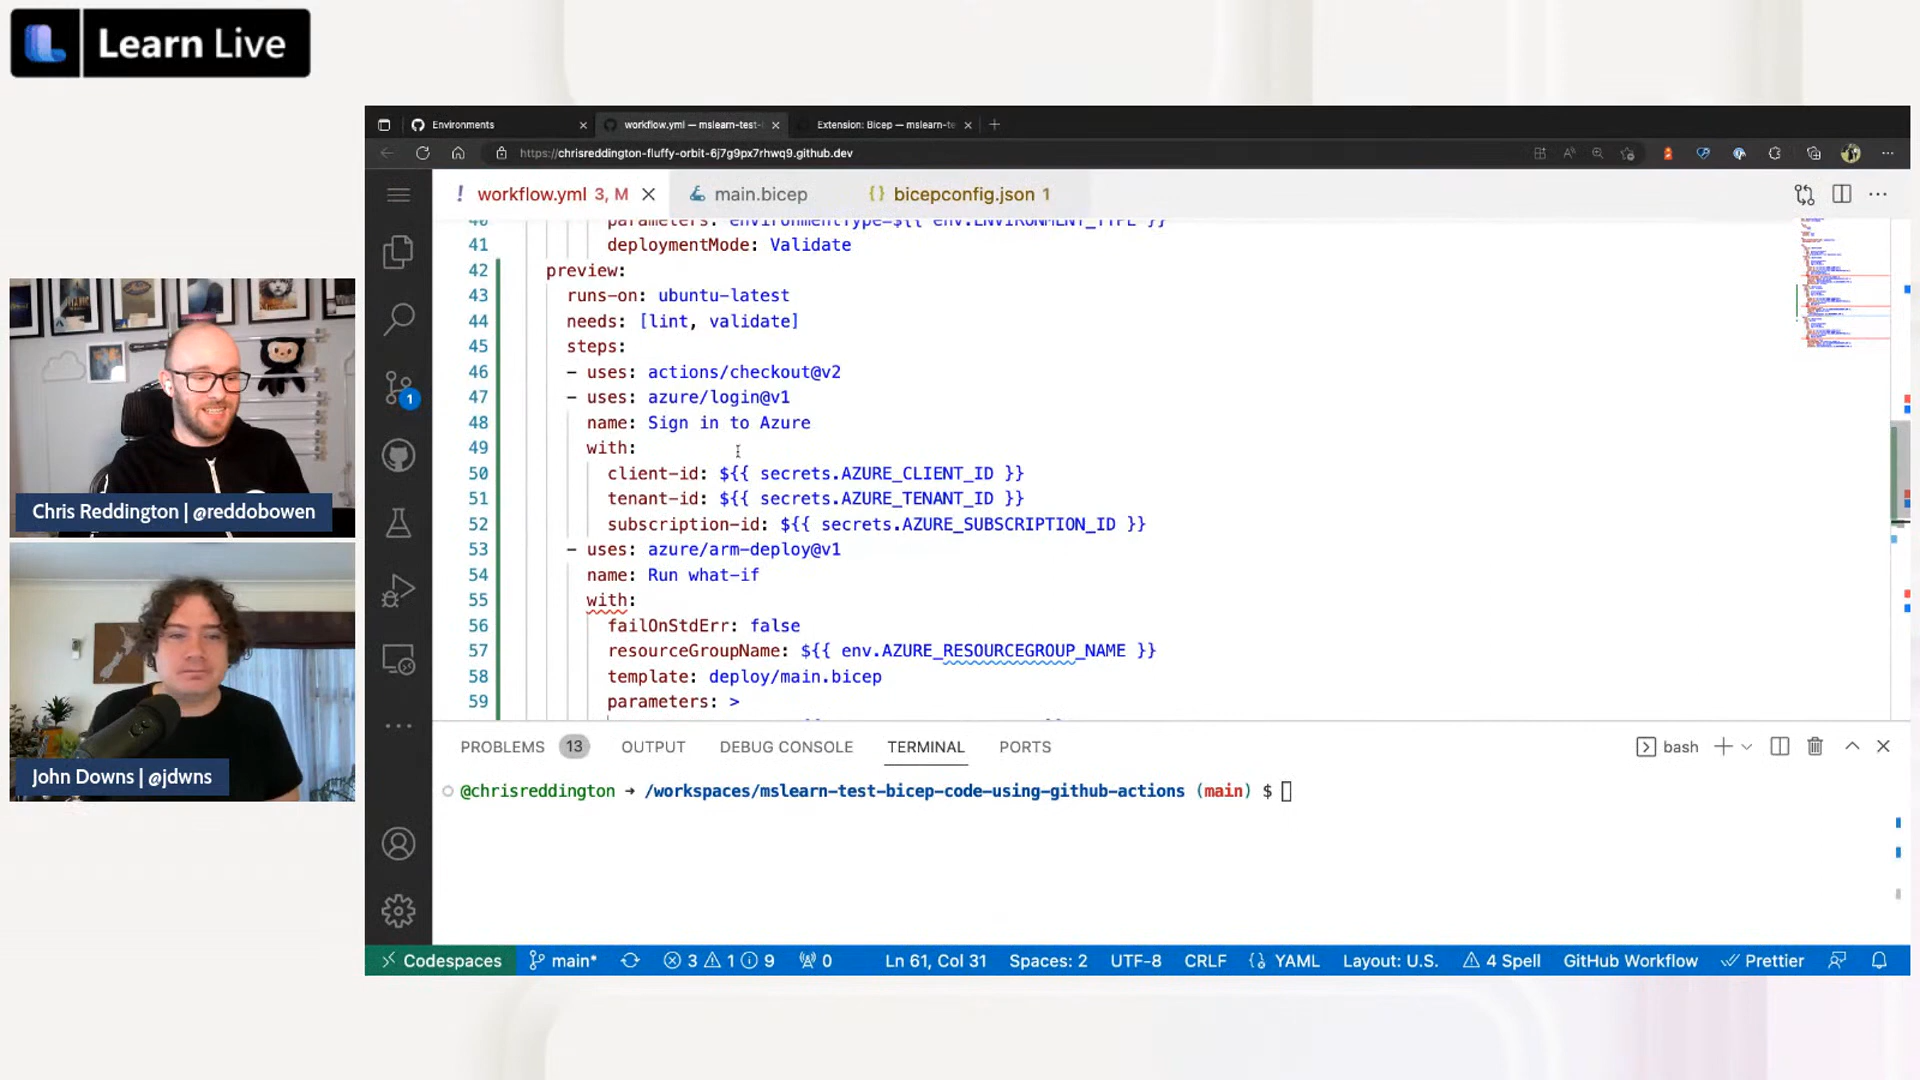 Learn Live
Environments
workflow.yml — mslearn-test-
Extension: Bicep — mslearn-te
https://chrisreddington-fluffy-orbit-6j7g9px7rhwq9.github.dev
! workflow.yml 3, M
main.bicep
{} bicepconfig.json 1
40 parameters: environmentType=${{ env.ENVIRONMENT_TYPE }}
41 deploymentMode: Validate
42 preview:
43 runs-on: ubuntu-latest
44 needs: [lint, validate]
45 steps:
46 - uses: actions/checkout@v2
47 - uses: azure/login@v1
48 name: Sign in to Azure
49 with:
50 client-id: ${{ secrets.AZURE_CLIENT_ID }}
51 tenant-id: ${{ secrets.AZURE_TENANT_ID }}
52 subscription-id: ${{ secrets.AZURE_SUBSCRIPTION_ID }}
53 - uses: azure/arm-deploy@v1
54 name: Run what-if
55 with:
56 failOnStdErr: false
57 resourceGroupName: ${{ env.AZURE_RESOURCEGROUP_NAME }}
58 template: deploy/main.bicep
59 parameters: >
1
Chris Reddington | @reddobowen
John Downs | @jdwns
PROBLEMS 13 OUTPUT DEBUG CONSOLE TERMINAL PORTS
bash
@chrisreddington → /workspaces/mslearn-test-bicep-code-using-github-actions (main) $
Codespaces main* 3 1 9 0 Ln 61, Col 31 Spaces: 2 UTF-8 CRLF {} YAML Layout: U.S. 4 Spell GitHub Workflow Prettier